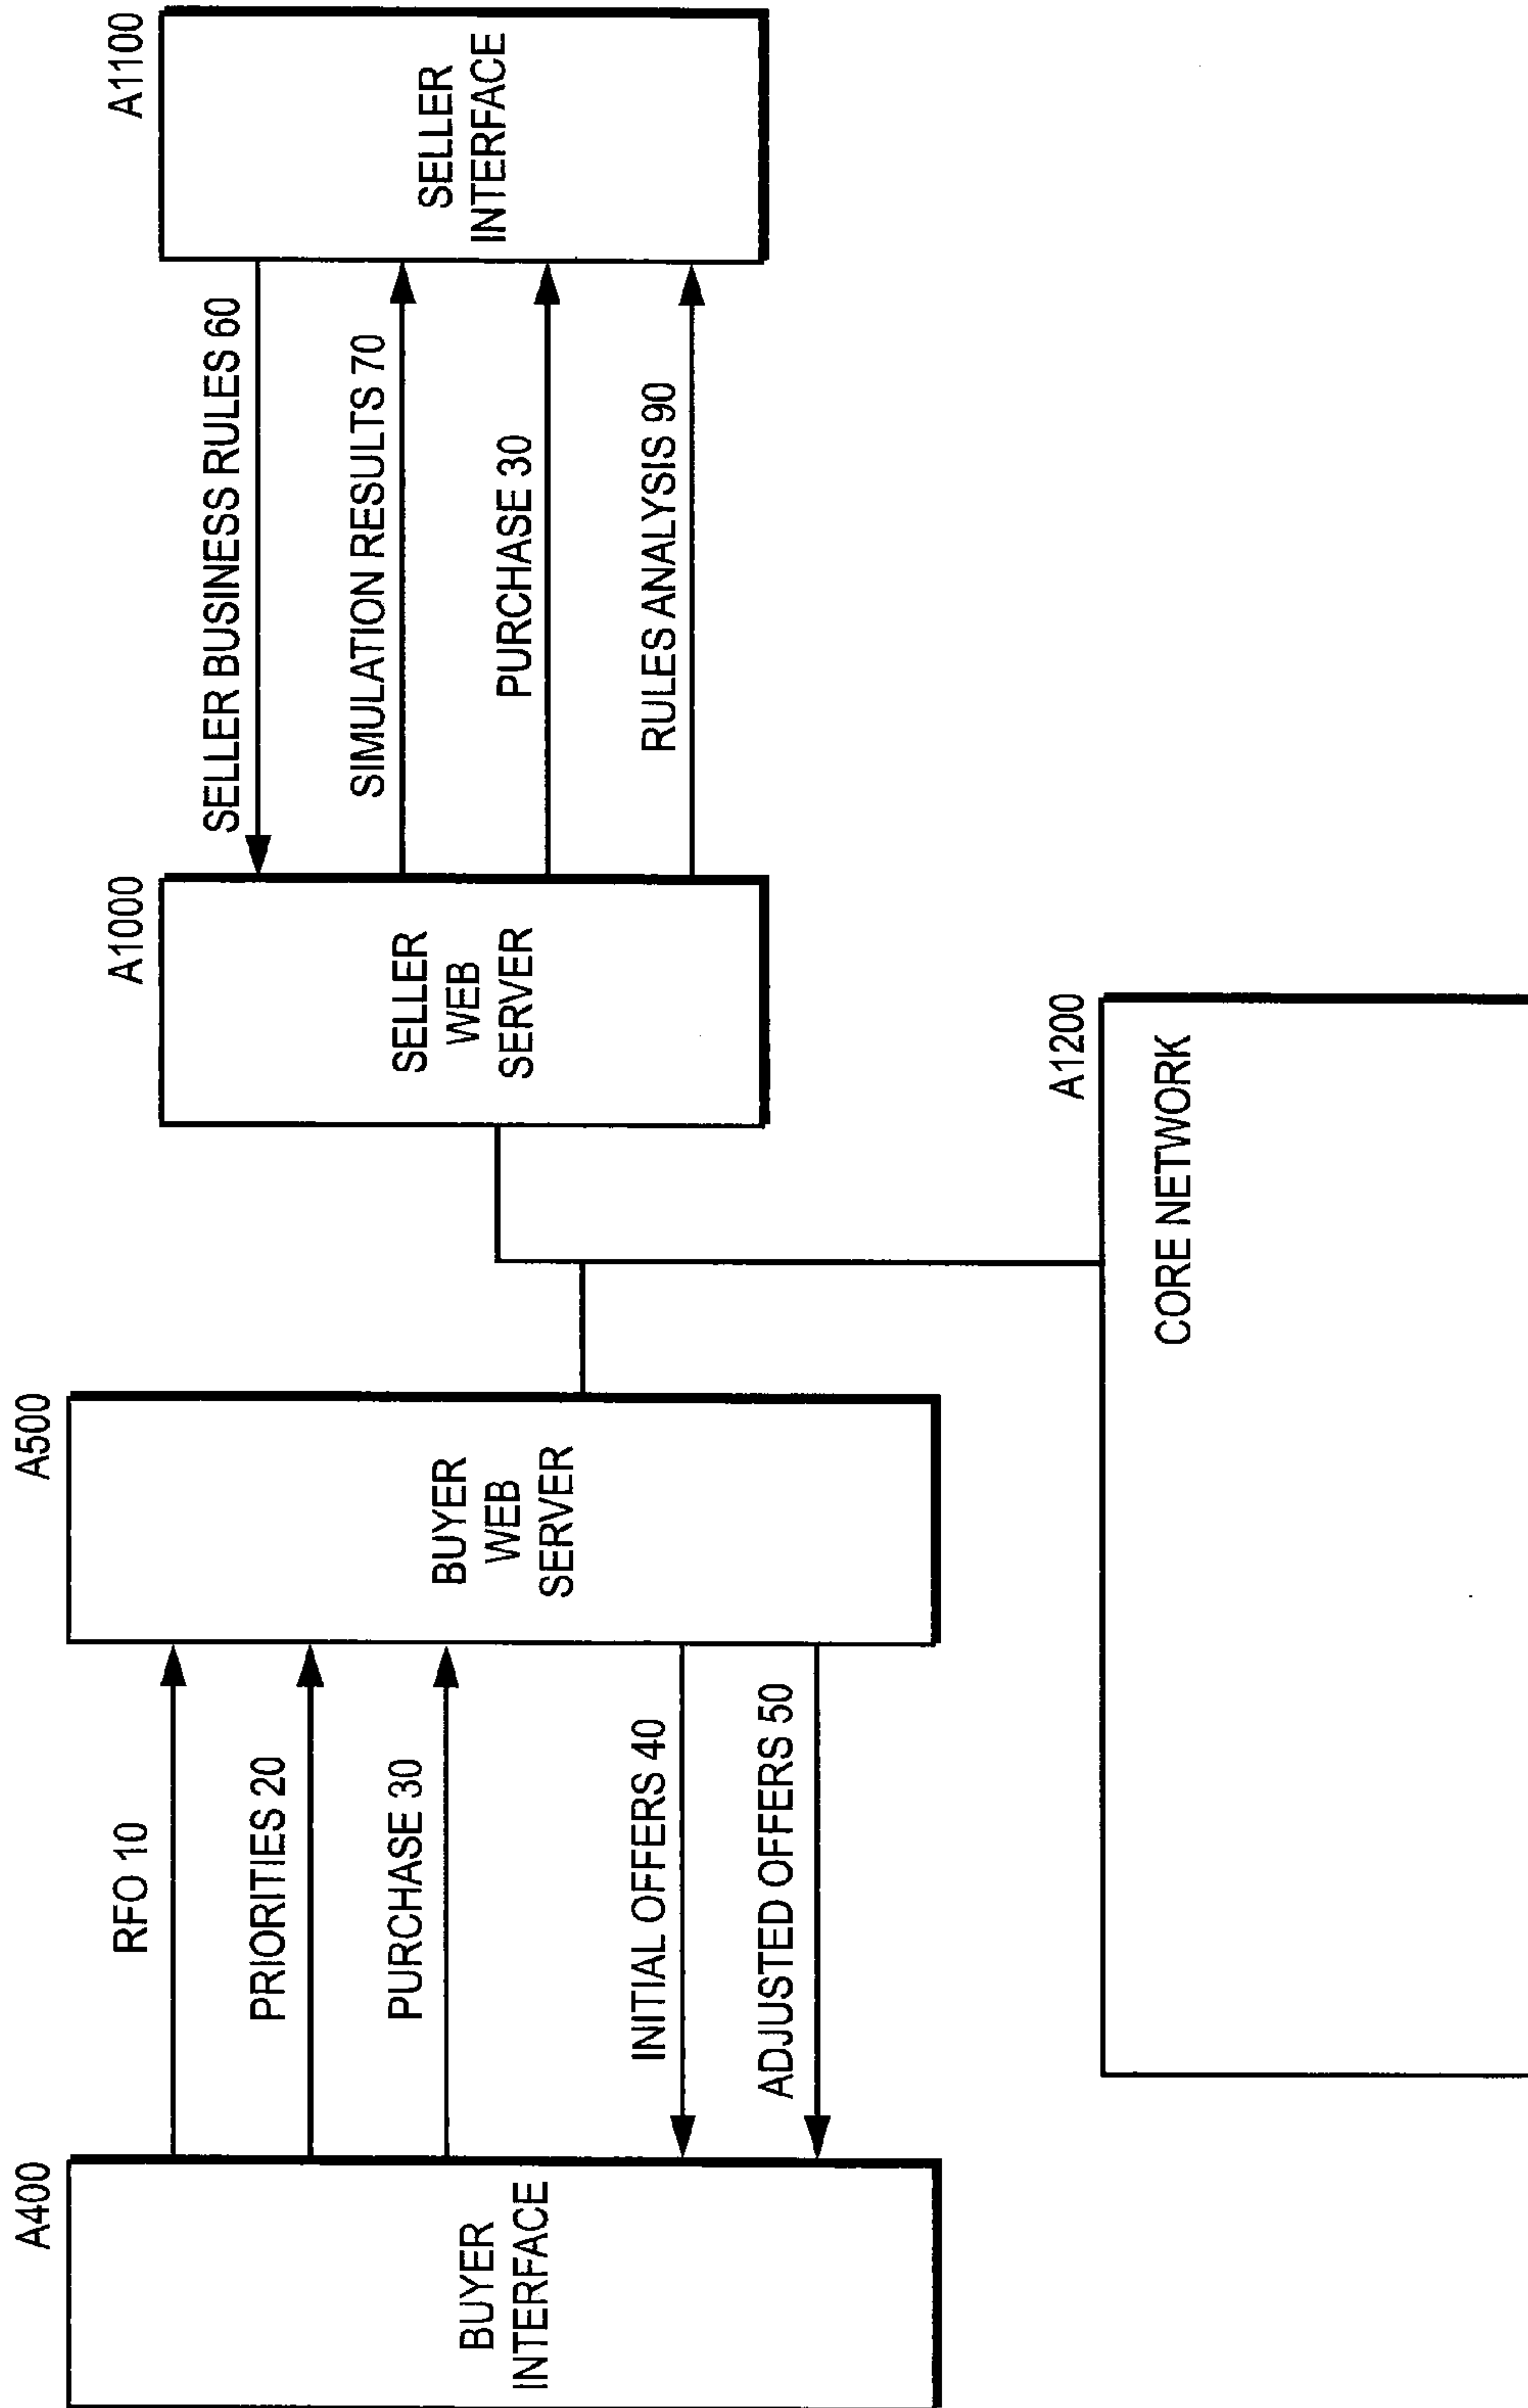 A400
BUYER
INTERFACE
RFO 10
PRIORITIES 20
PURCHASE 30
INITIAL OFFERS 40
ADJUSTED OFFERS 50
A500
BUYER
WEB
SERVER
A1000
SELLER
WEB
SERVER
SELLER BUSINESS RULES 60
SIMULATION RESULTS 70
PURCHASE 30
RULES ANALYSIS 90
A1100
SELLER
INTERFACE
A1200
CORE NETWORK